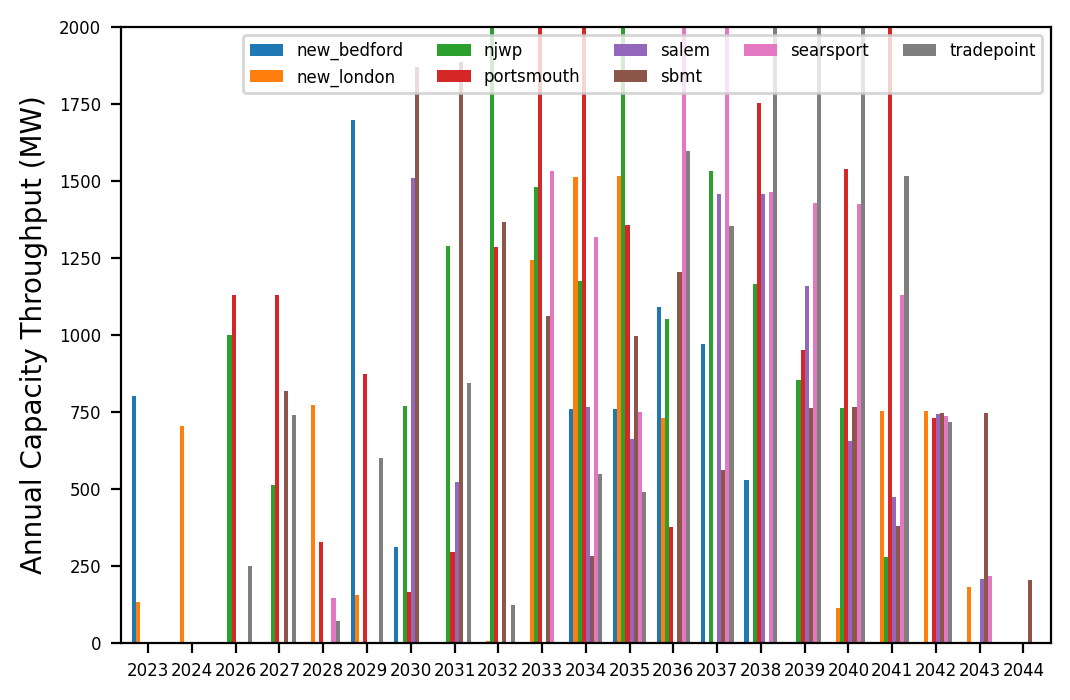 Annual Capacity Throughput (MW)
2000
1750
1500
1250
1000
750
500
250
0
new_bedford njwp salem searsport tradepoint
new_london portsmouth sbmt
2023 2024 2026 2027 2028 2029 2030 2031 2032 2033 2034 2035 2036 2037 2038 2039 2040 2041 2042 2043 2044